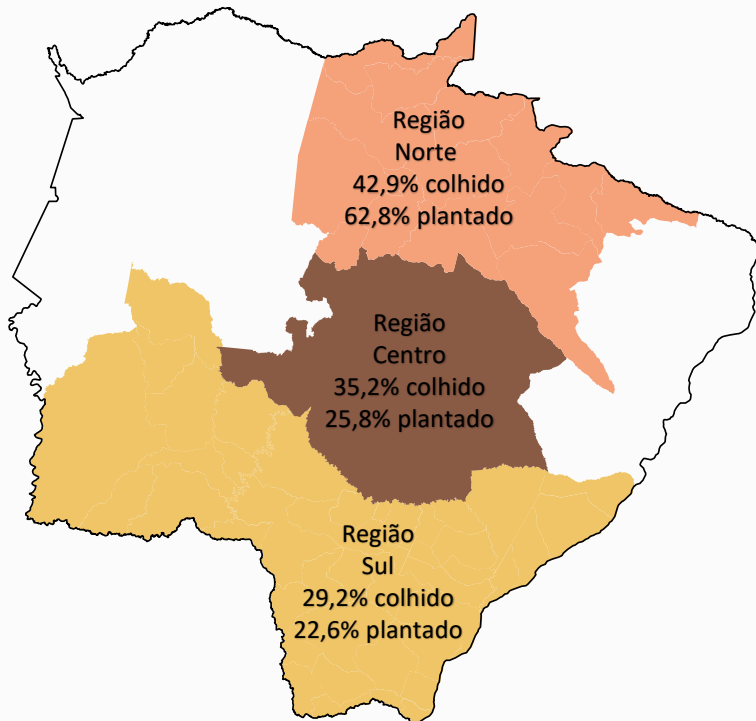 Região
Norte
42,9% colhido
62,8% plantado
Região
Centro
35,2% colhido
25,8% plantado
Região
Sul
29,2% colhido
22,6% plantado